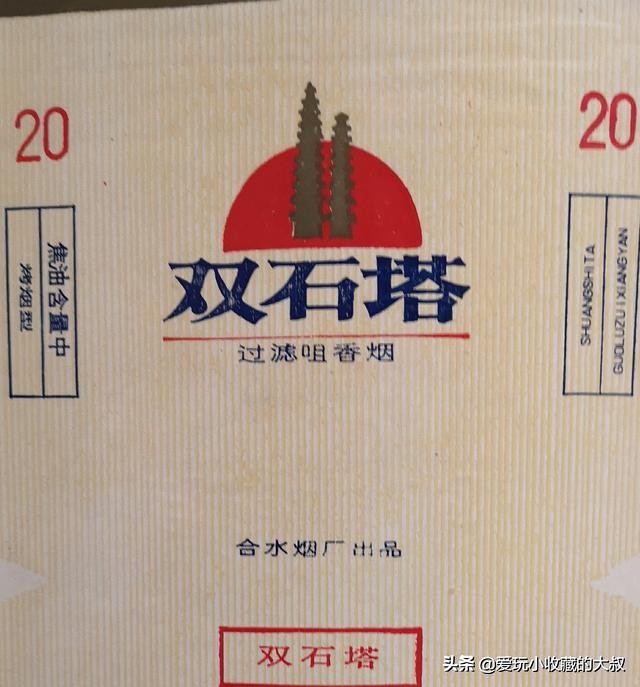 20
20
双石塔
过滤咀香烟
焦油含量中
烤烟型
SHUANGSHITA
GUOLUZUIXIANGYAN
合水烟厂出品
双石塔
头条 @爱玩小收藏的大叔